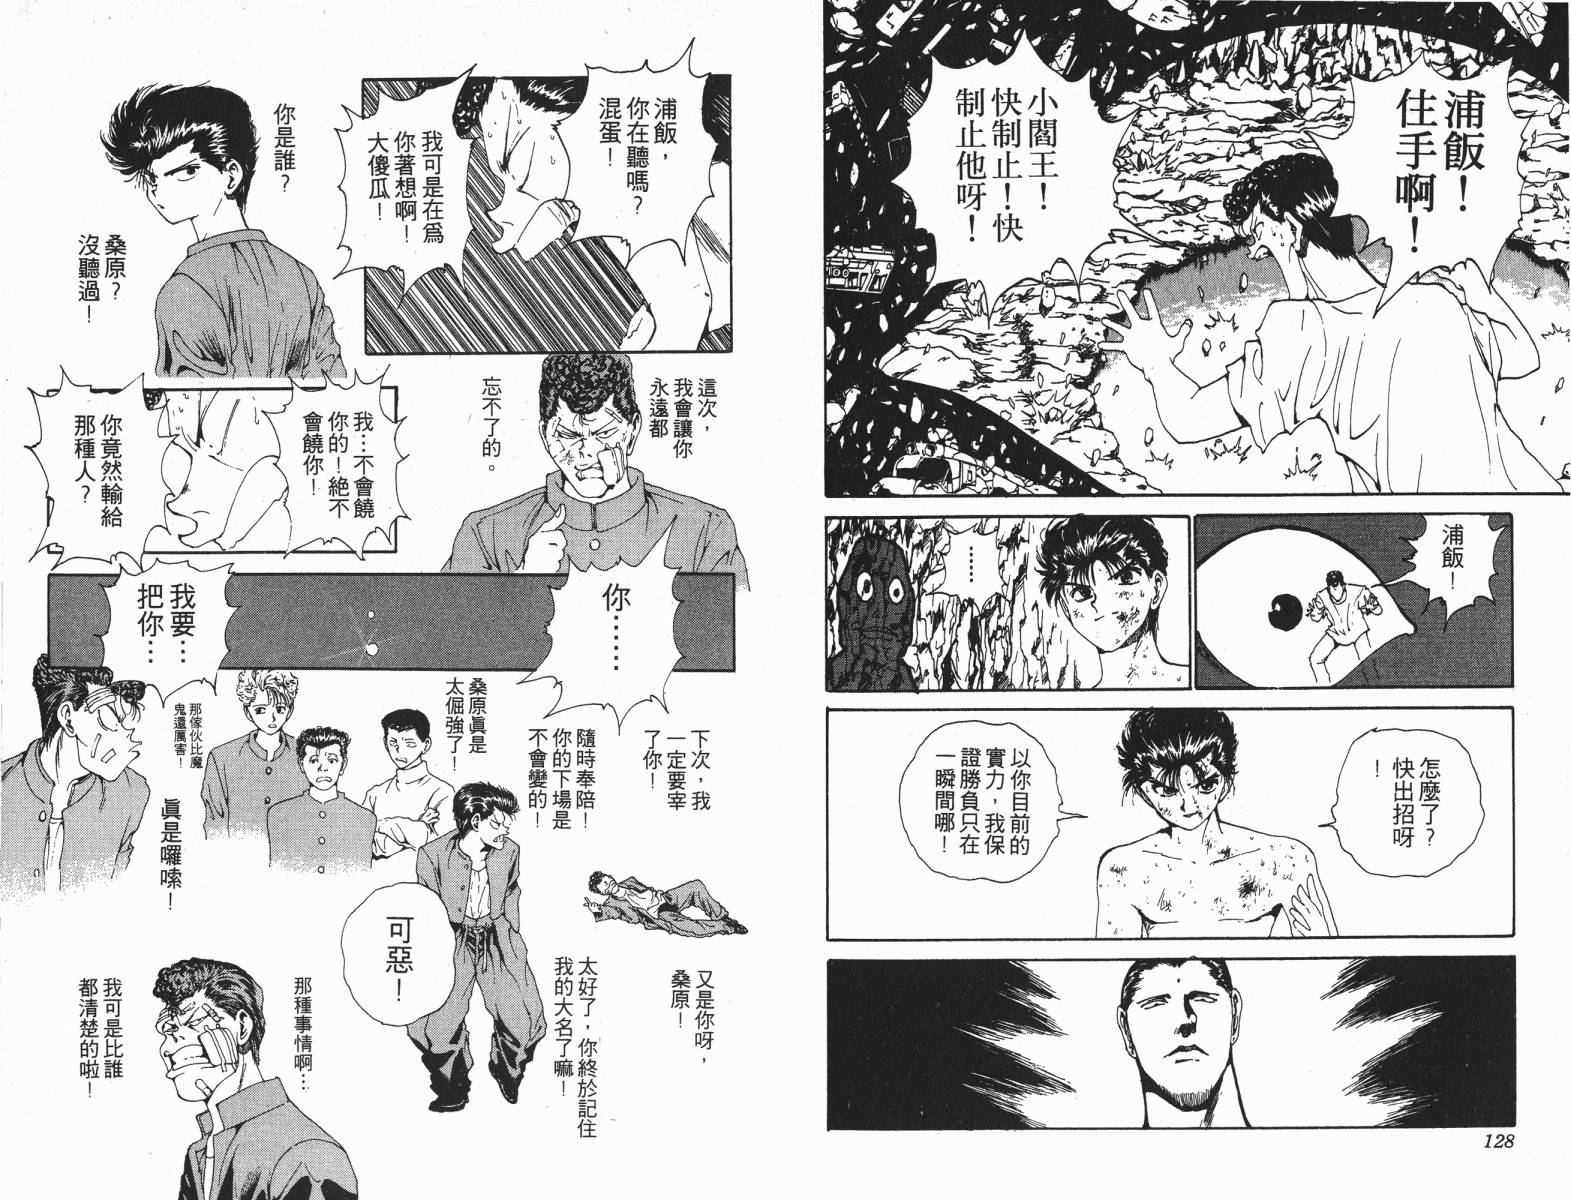 浦飯！
住手啊！
小閻王！
快制止！快
制止他呀！
浦飯！
……
怎麼了？
快出招呀
！
以你目前的
實力，我保
證勝負只在
一瞬間哪！
128
浦飯，
你在聽嗎？
混蛋！
我可是在為
你著想啊！
大傻瓜！
你是誰？
桑原？
沒聽過！
這次，
我會讓你
永遠都
忘不了的。
我…不會饒
你的！絕不
會饒你！
你竟然輸給
那種人？
你……
我要…
把你…
下次，我
一定要宰
了你！
隨時奉陪！
你的下場是
不會變的！
桑原眞是
太倔強了！
那傢伙比魔
鬼還厲害！
眞是囉嗦！
又是你呀，
桑原！
太好了，你終於記住
我的大名了嘛！
可惡！
那種事情啊…
我可是比誰
都清楚的啦！